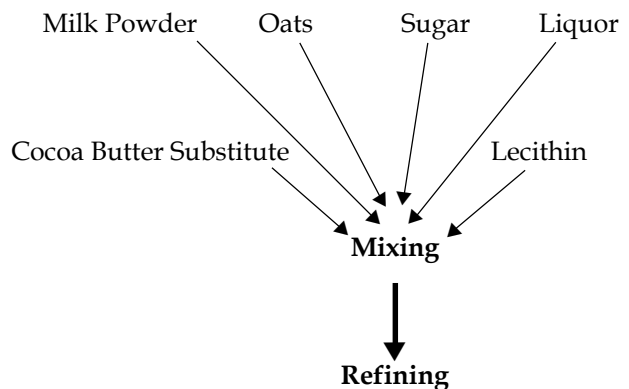 Milk Powder
Oats
Sugar
Liquor
Cocoa Butter Substitute
Lecithin
Mixing
Refining